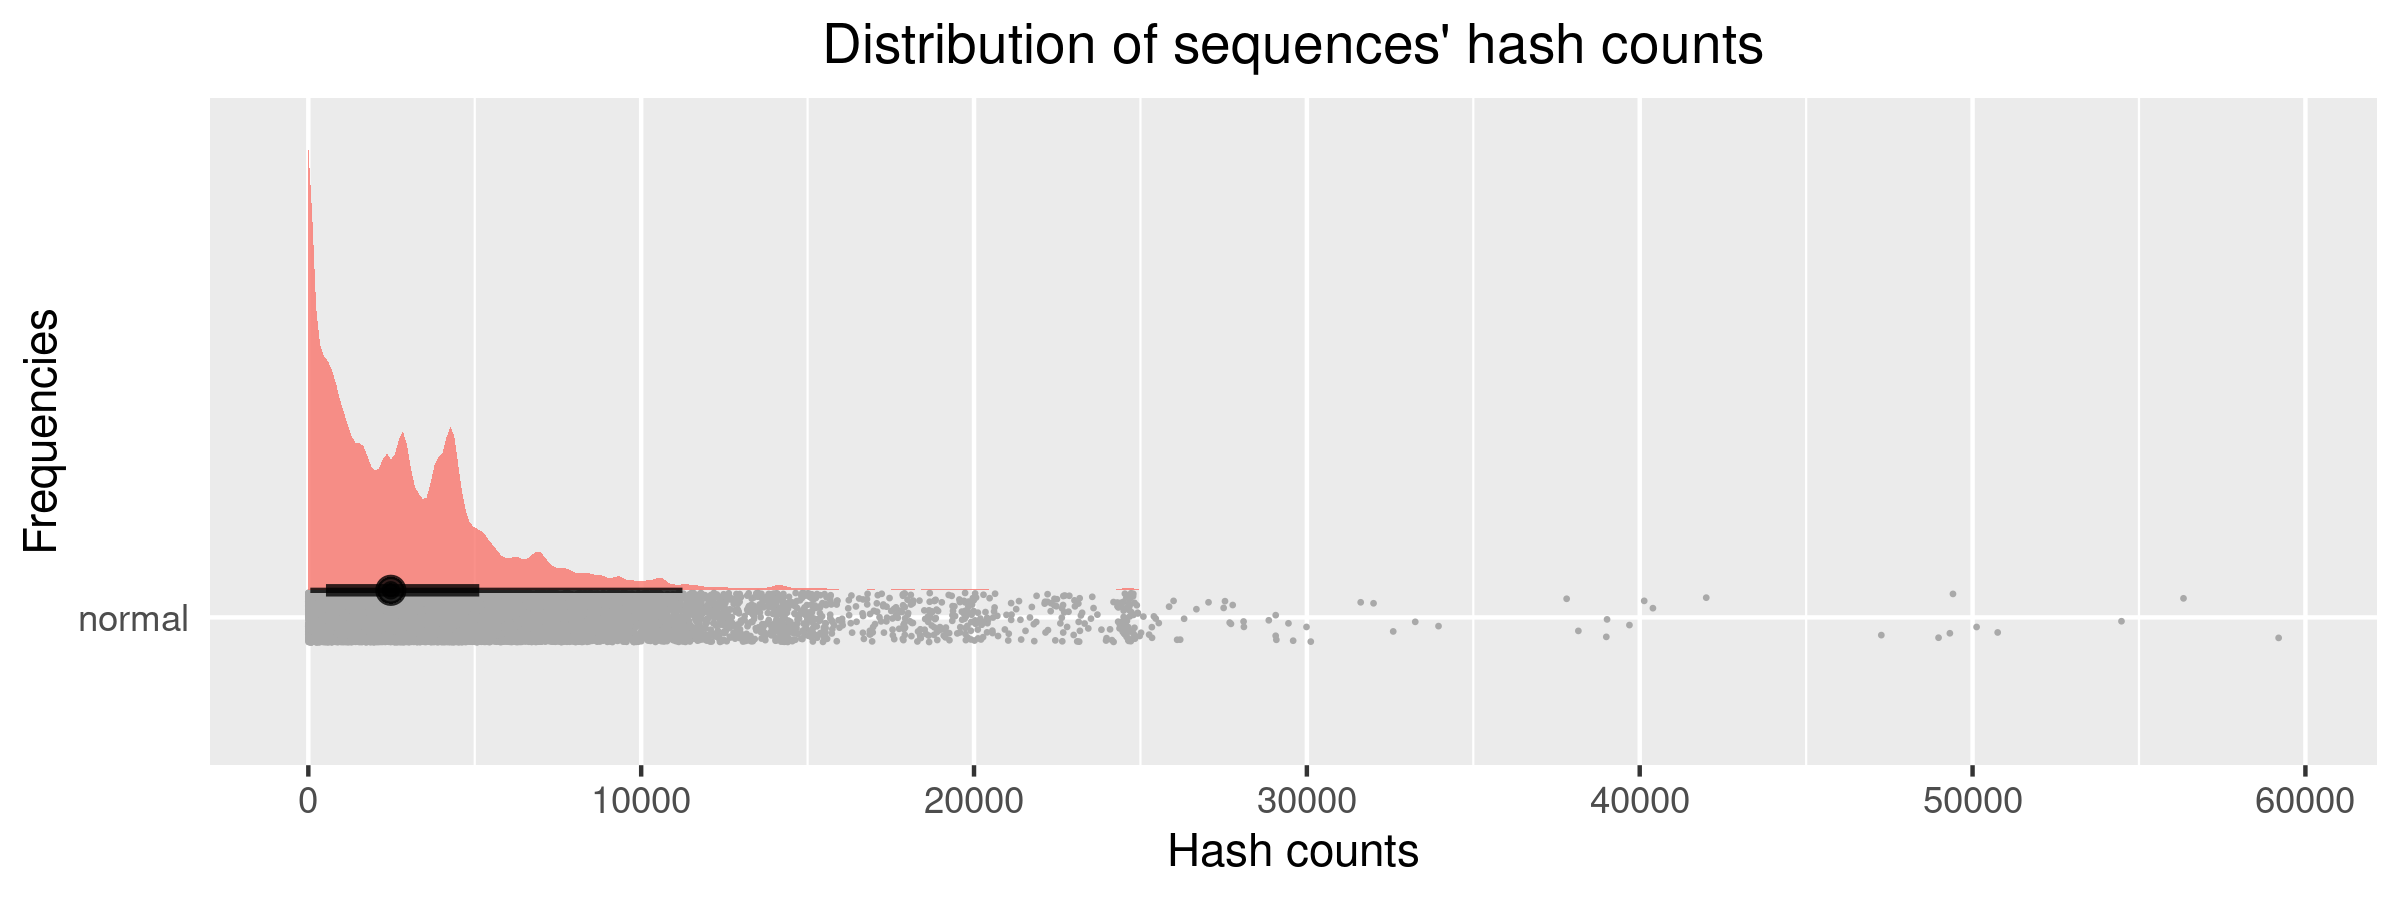 Distribution of sequences' hash counts
Frequencies
normal
0 10000 20000 30000 40000 50000 60000
Hash counts